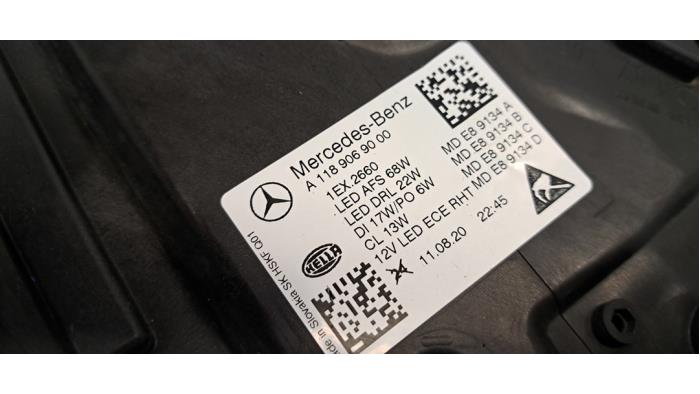 Mercedes-Benz
A 118 906 90 00
1EX.2660
LED AFS 68W
LED DRL 22W
DI 17W/PO 6W
CL 13W
12V LED ECE RHT
MD E8 9134 A
MD E8 9134 B
MD E8 9134 C
MD E8 9134 D
HELLA
11.08.20 22:45
ade in Slovakia SK HSKF Q01